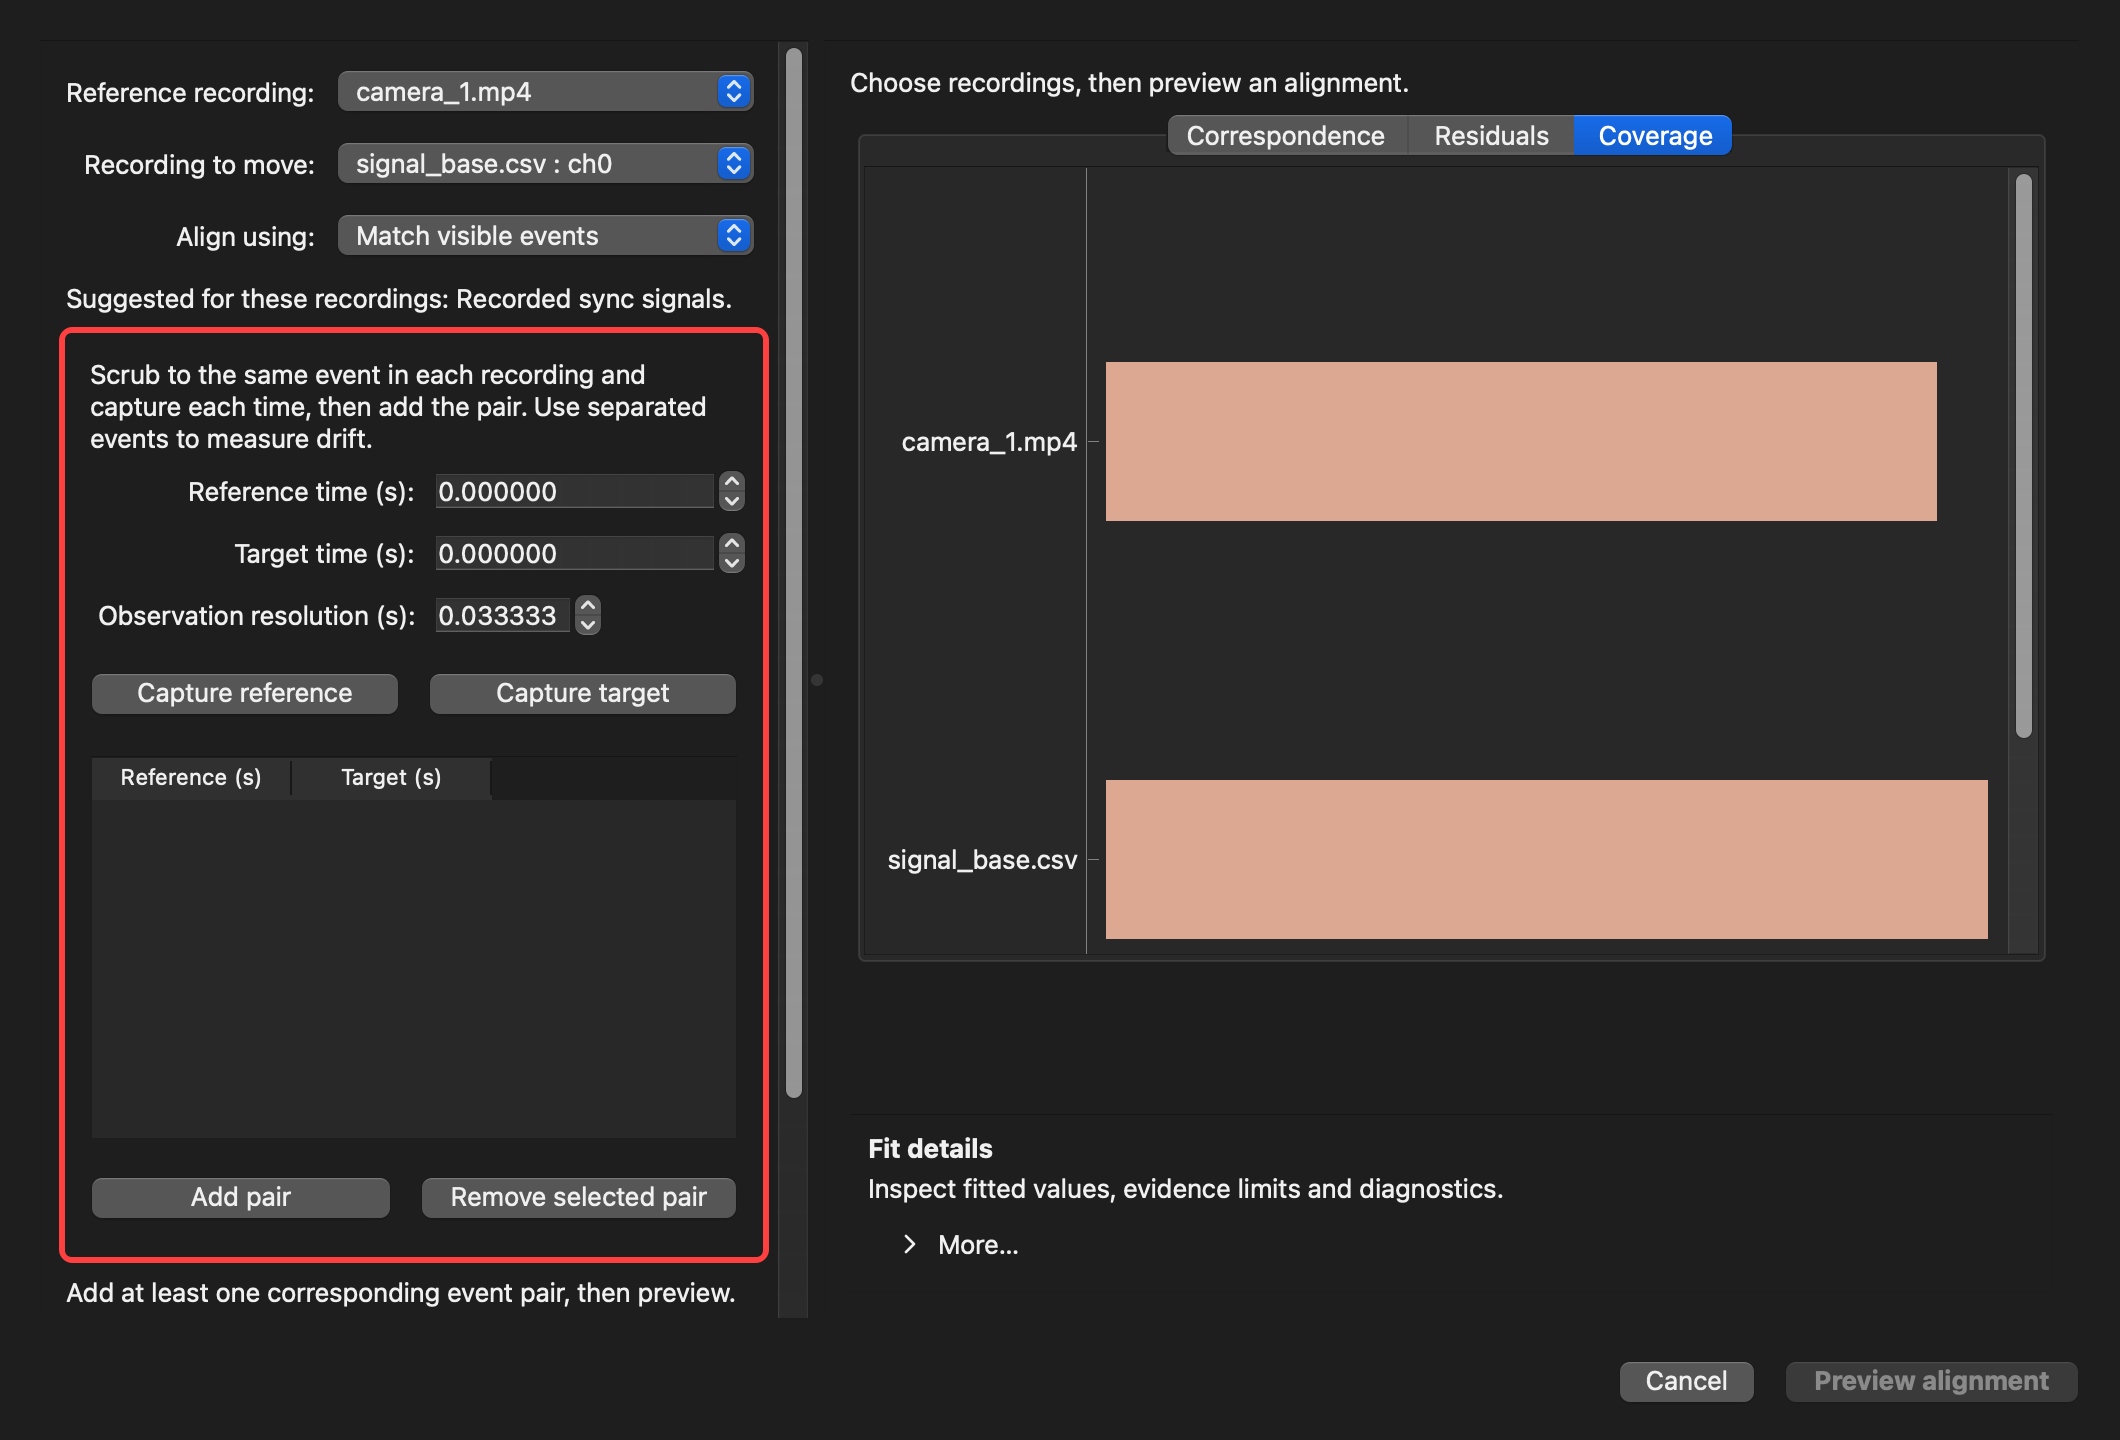 Reference recording: camera_1.mp4
Recording to move: signal_base.csv : ch0
Align using: Match visible events
Suggested for these recordings: Recorded sync signals.
Scrub to the same event in each recording and
capture each time, then add the pair. Use separated
events to measure drift.
Reference time (s): 0.000000
Target time (s): 0.000000
Observation resolution (s): 0.033333
Capture reference Capture target
Reference (s) Target (s)
Add pair Remove selected pair
Add at least one corresponding event pair, then preview.
Choose recordings, then preview an alignment.
Correspondence Residuals Coverage
camera_1.mp4
signal_base.csv
Fit details
Inspect fitted values, evidence limits and diagnostics.
More...
Cancel Preview alignment